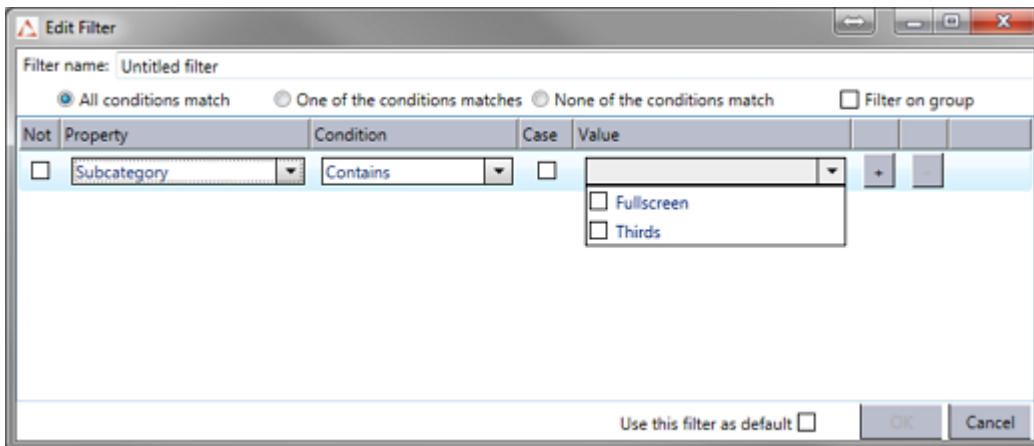 Edit Filter
Filter name: Untitled filter
All conditions match One of the conditions matches None of the conditions match Filter on group
Not Property Condition Case Value
Subcategory Contains + -
Fullscreen
Thirds
Use this filter as default OK Cancel